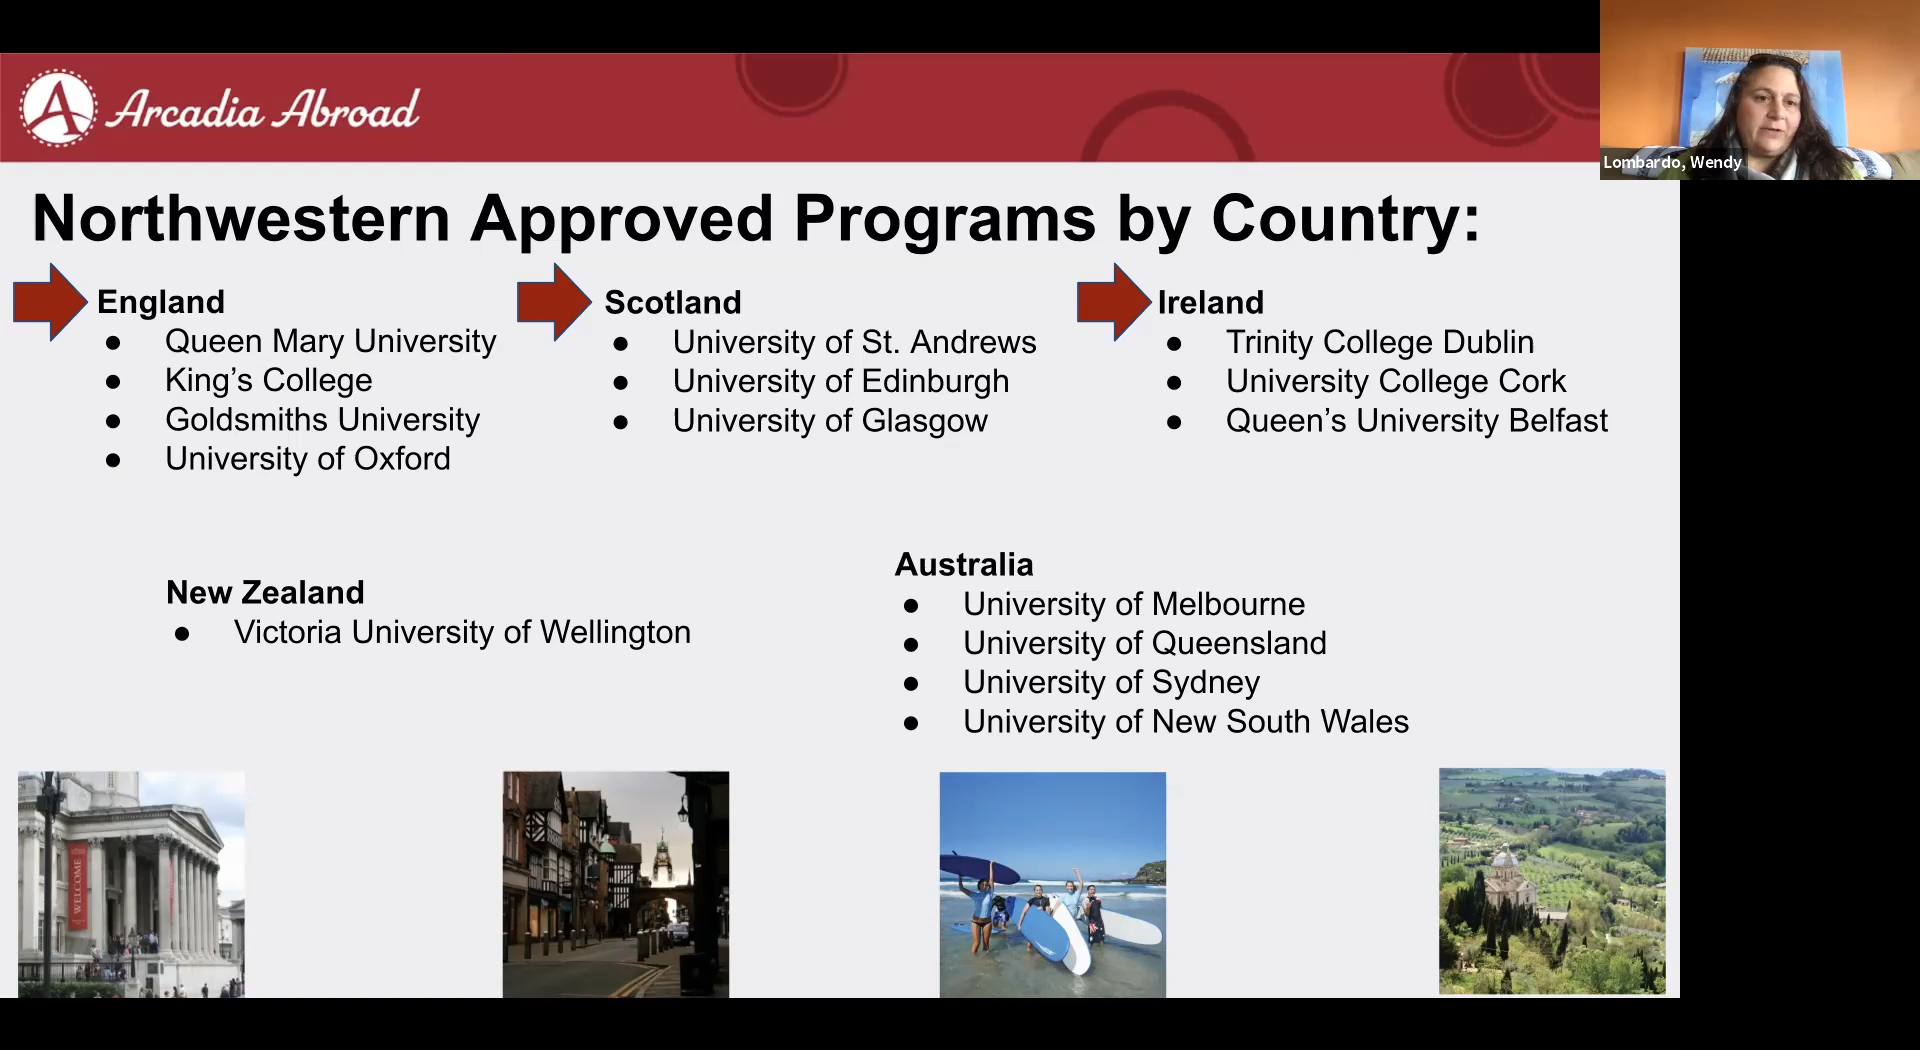 Arcadia Abroad
Lombardo, Wendy
Northwestern Approved Programs by Country:
England
● Queen Mary University
● King’s College
● Goldsmiths University
● University of Oxford
Scotland
● University of St. Andrews
● University of Edinburgh
● University of Glasgow
Ireland
● Trinity College Dublin
● University College Cork
● Queen’s University Belfast
New Zealand
● Victoria University of Wellington
Australia
● University of Melbourne
● University of Queensland
● University of Sydney
● University of New South Wales
WELCOME